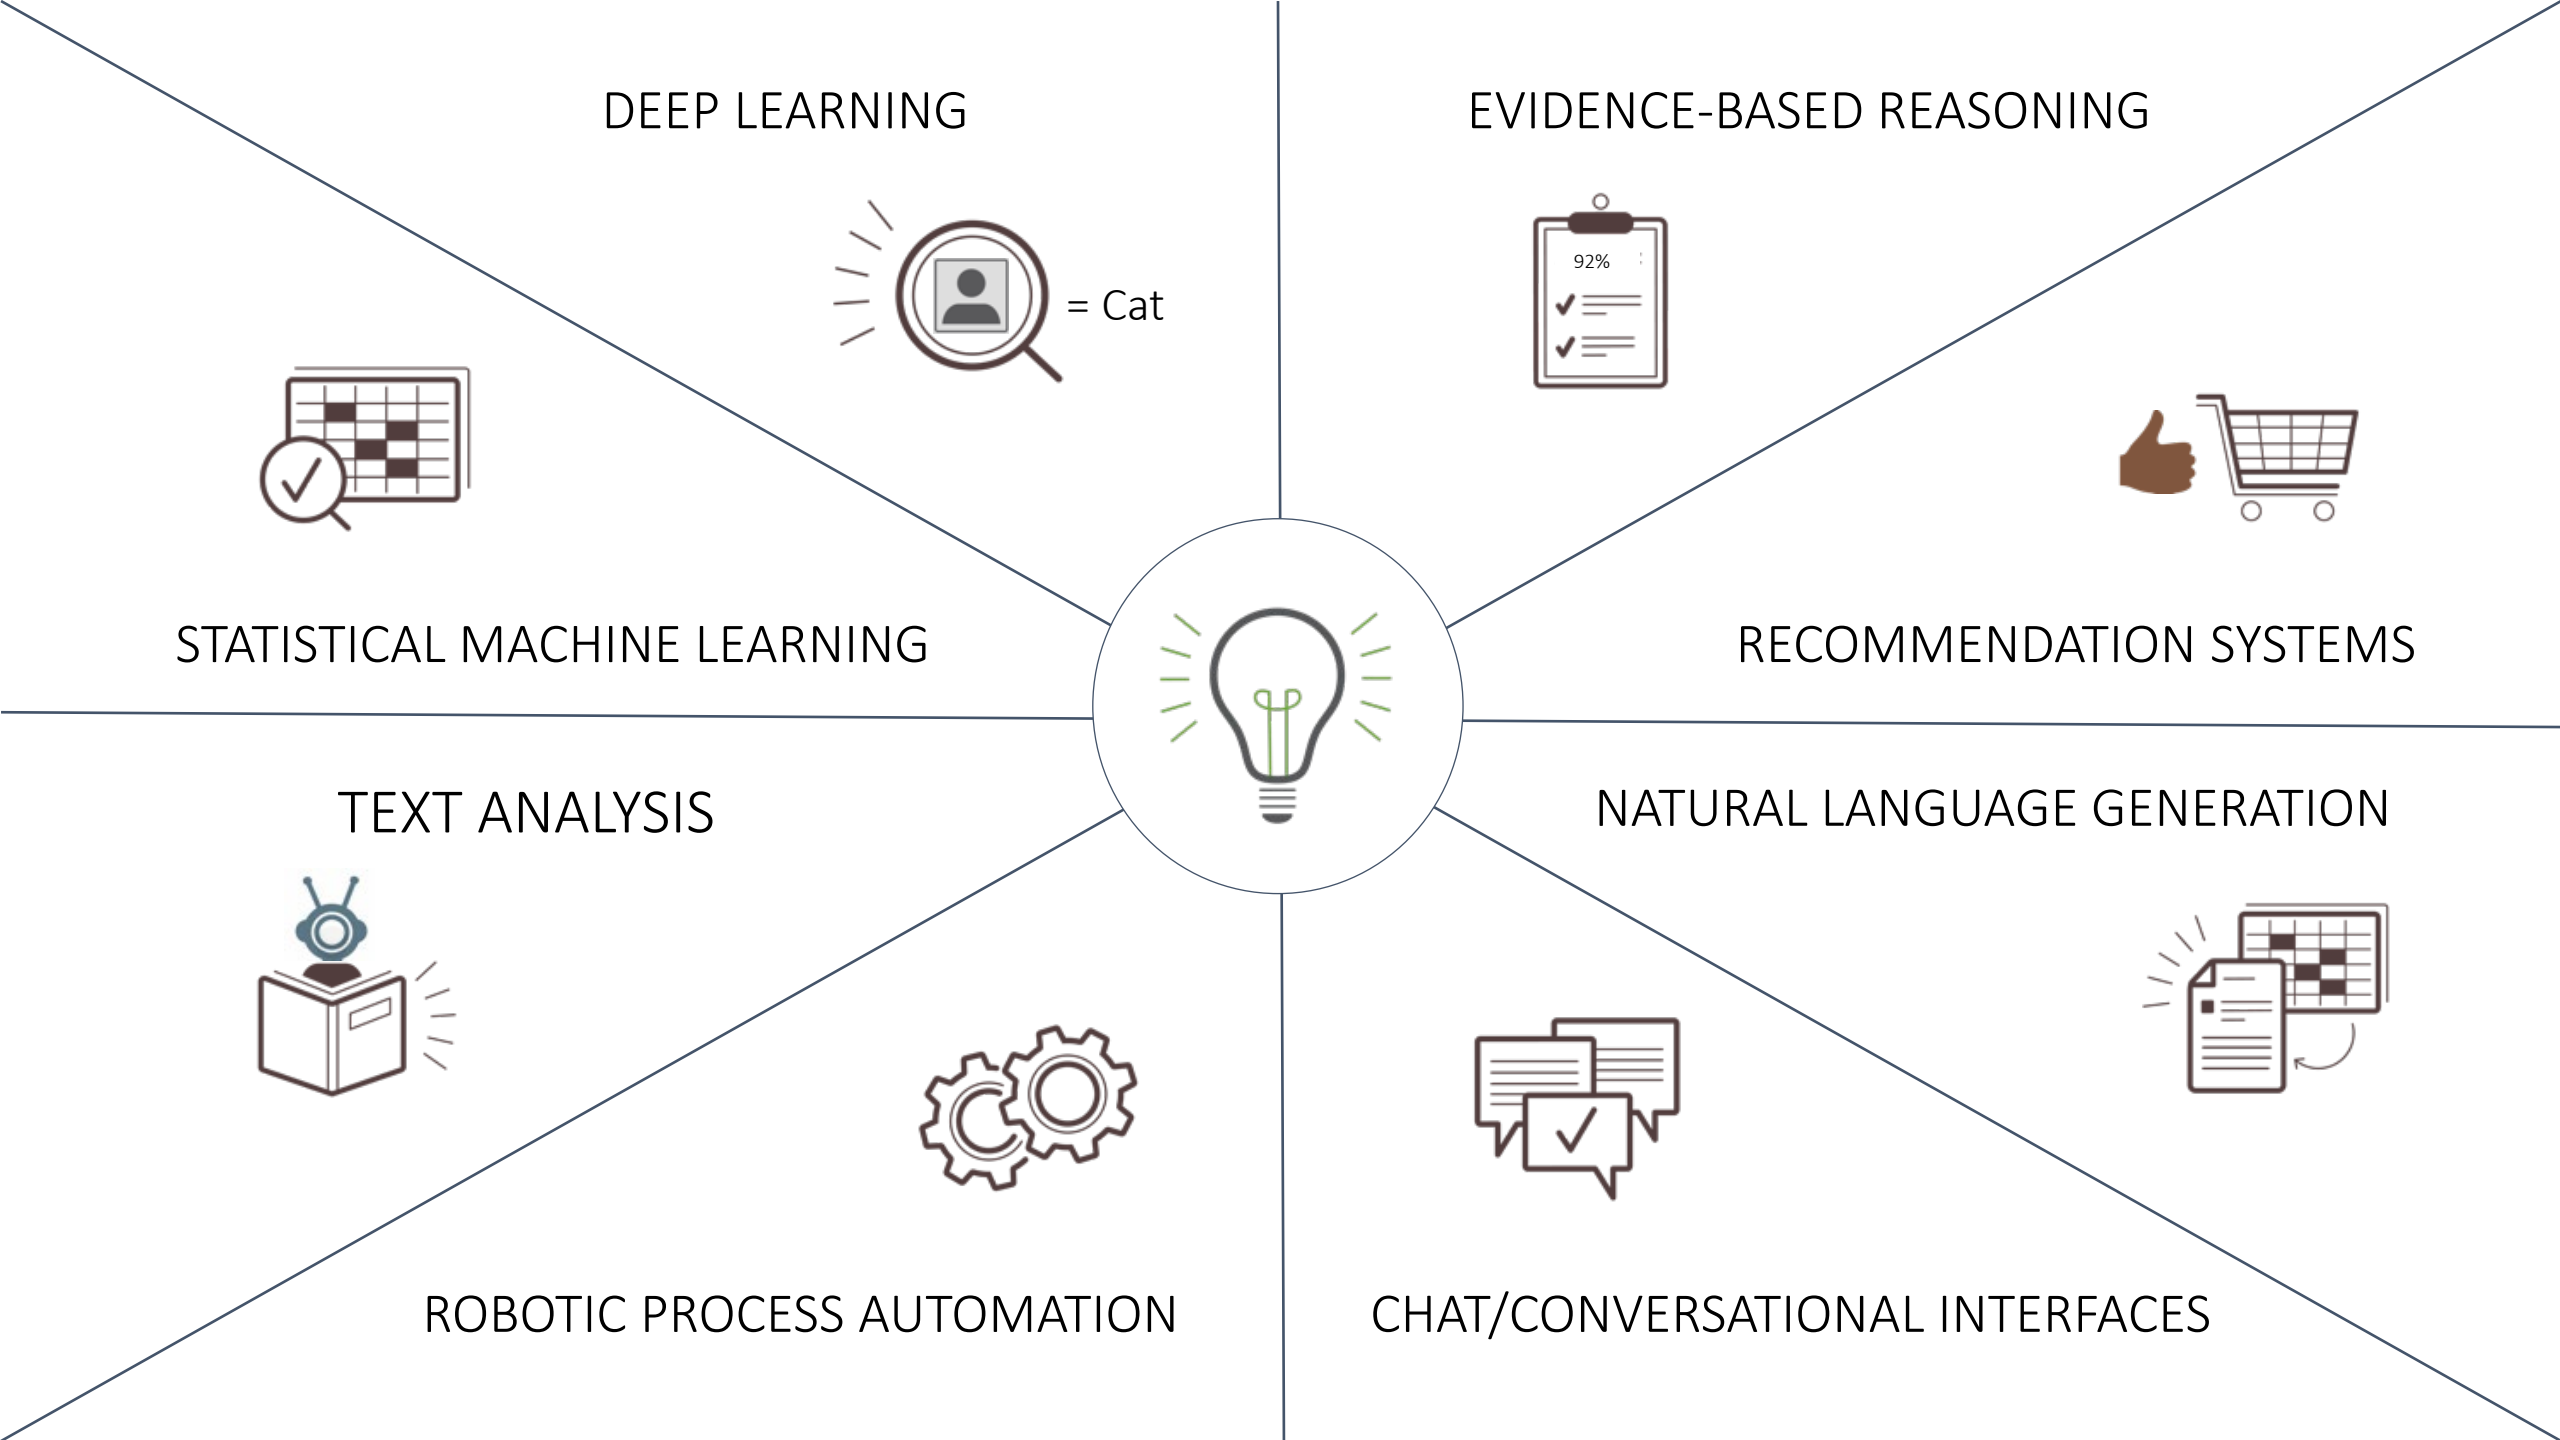 DEEP LEARNING
EVIDENCE-BASED REASONING
92%
= Cat
STATISTICAL MACHINE LEARNING
RECOMMENDATION SYSTEMS
TEXT ANALYSIS
NATURAL LANGUAGE GENERATION
ROBOTIC PROCESS AUTOMATION
CHAT/CONVERSATIONAL INTERFACES